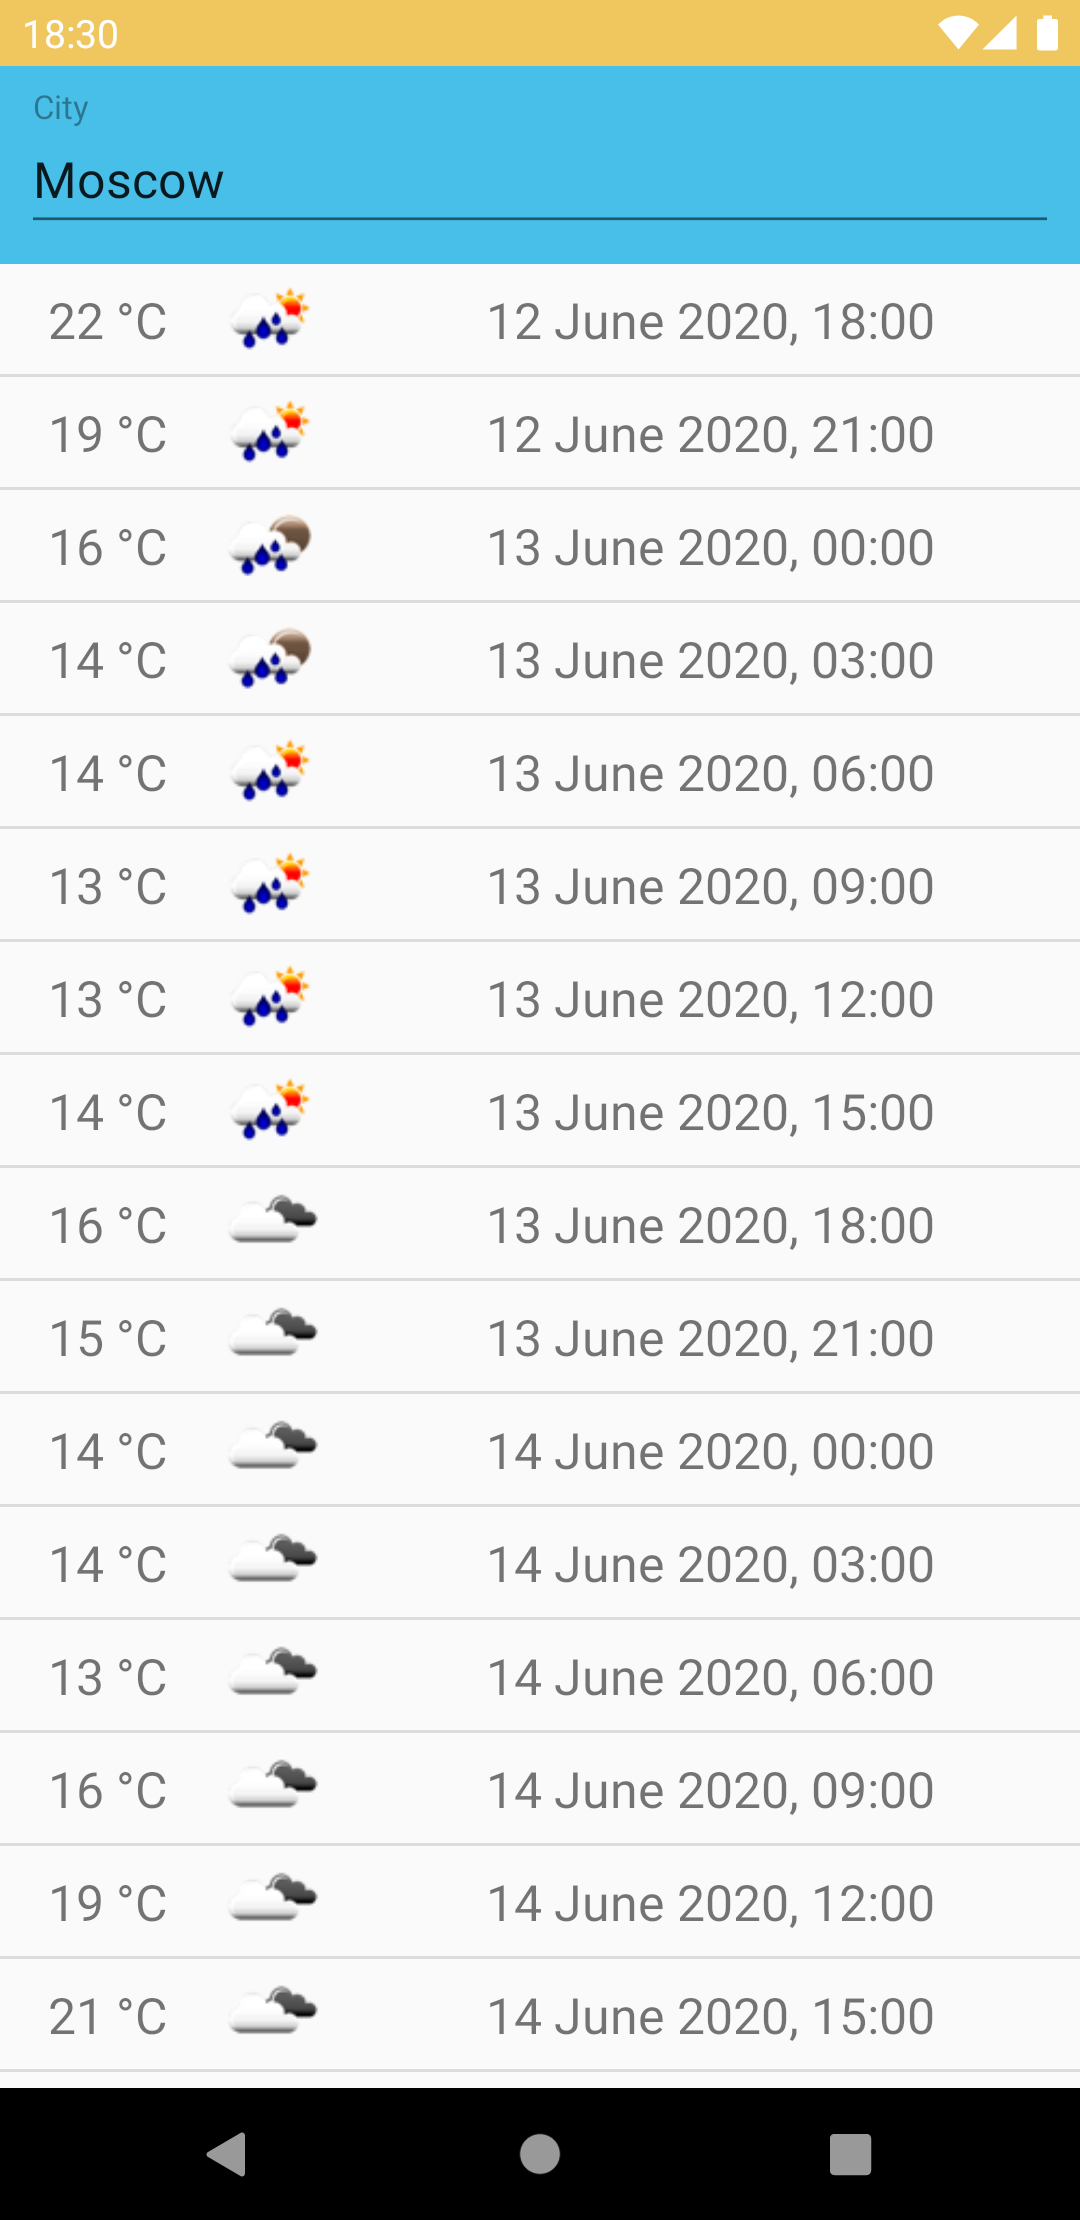 18:30
City
Moscow
22 °C 12 June 2020, 18:00
19 °C 12 June 2020, 21:00
16 °C 13 June 2020, 00:00
14 °C 13 June 2020, 03:00
14 °C 13 June 2020, 06:00
13 °C 13 June 2020, 09:00
13 °C 13 June 2020, 12:00
14 °C 13 June 2020, 15:00
16 °C 13 June 2020, 18:00
15 °C 13 June 2020, 21:00
14 °C 14 June 2020, 00:00
14 °C 14 June 2020, 03:00
13 °C 14 June 2020, 06:00
16 °C 14 June 2020, 09:00
19 °C 14 June 2020, 12:00
21 °C 14 June 2020, 15:00